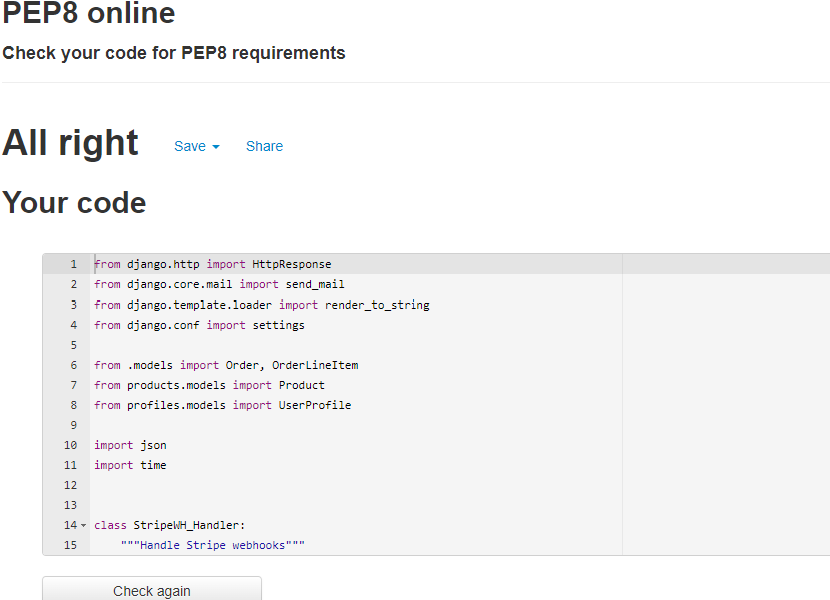 PEP8 online
Check your code for PEP8 requirements
All right Save Share
Your code
1 from django.http import HttpResponse
2 from django.core.mail import send_mail
3 from django.template.loader import render_to_string
4 from django.conf import settings
5
6 from .models import Order, OrderLineItem
7 from products.models import Product
8 from profiles.models import UserProfile
9
10 import json
11 import time
12
13
14 class StripeWH_Handler:
15 """Handle Stripe webhooks"""
Check again